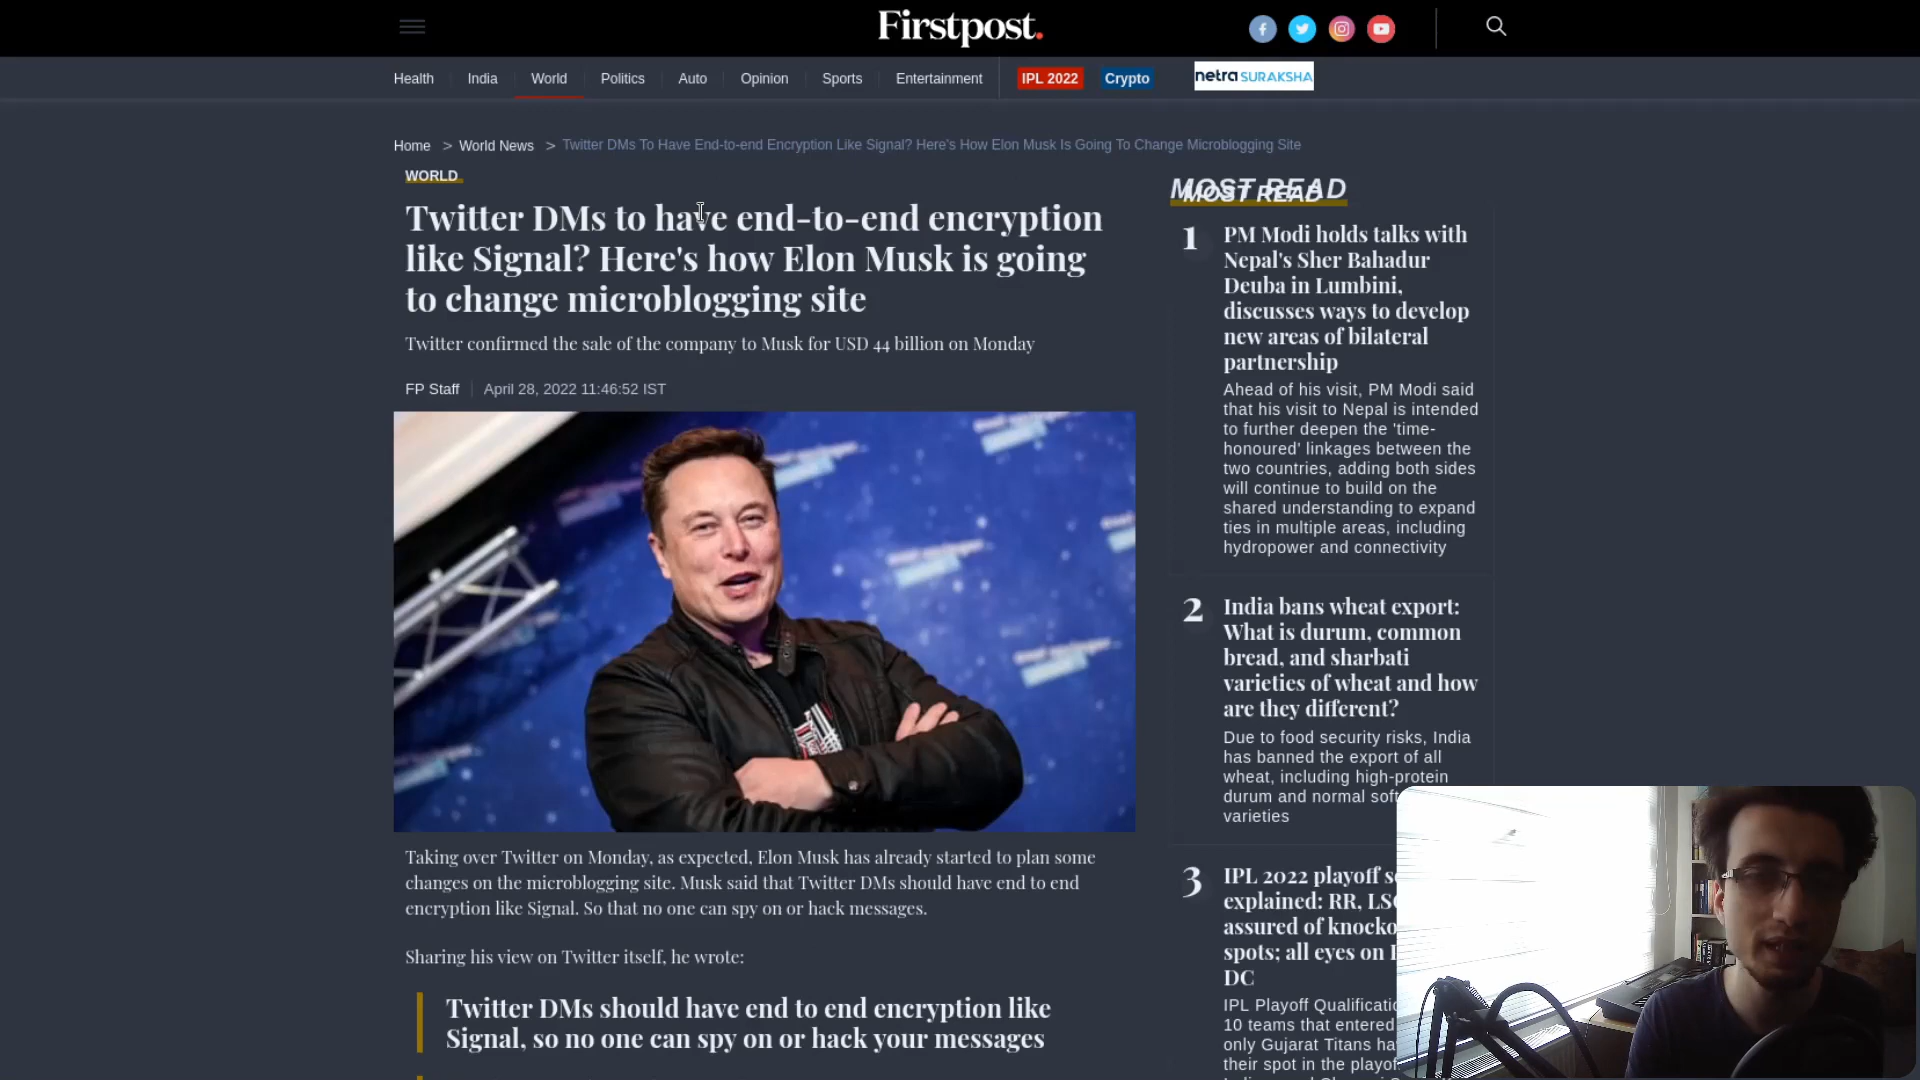 Firstpost.
Health
India
World
Politics
Auto
Opinion
Sports
Entertainment
IPL 2022
Crypto
netra SURAKSHA
Home > World News > Twitter DMs To Have End-to-end Encryption Like Signal? Here's How Elon Musk Is Going To Change Microblogging Site
WORLD
Twitter DMs to have end-to-end encryption
like Signal? Here's how Elon Musk is going
to change microblogging site
Twitter confirmed the sale of the company to Musk for USD 44 billion on Monday
FP Staff
April 28, 2022 11:46:52 IST
Taking over Twitter on Monday, as expected, Elon Musk has already started to plan some
changes on the microblogging site. Musk said that Twitter DMs should have end to end
encryption like Signal. So that no one can spy on or hack messages.
Sharing his view on Twitter itself, he wrote:
Twitter DMs should have end to end encryption like
Signal, so no one can spy on or hack your messages
MOST READ
MOST READ
1
PM Modi holds talks with
Nepal's Sher Bahadur
Deuba in Lumbini,
discusses ways to develop
new areas of bilateral
partnership
Ahead of his visit, PM Modi said
that his visit to Nepal is intended
to further deepen the 'time-
honoured' linkages between the
two countries, adding both sides
will continue to build on the
shared understanding to expand
ties in multiple areas, including
hydropower and connectivity
2
India bans wheat export:
What is durum, common
bread, and sharbati
varieties of wheat and how
are they different?
Due to food security risks, India
has banned the export of all
wheat, including high-protein
durum and normal soft
varieties
3
IPL 2022 playoff
explained: RR,
assured of
spots; all eyes on
DC
IPL Playoff
10 teams that entered
only Gujarat Titans
their spot in the